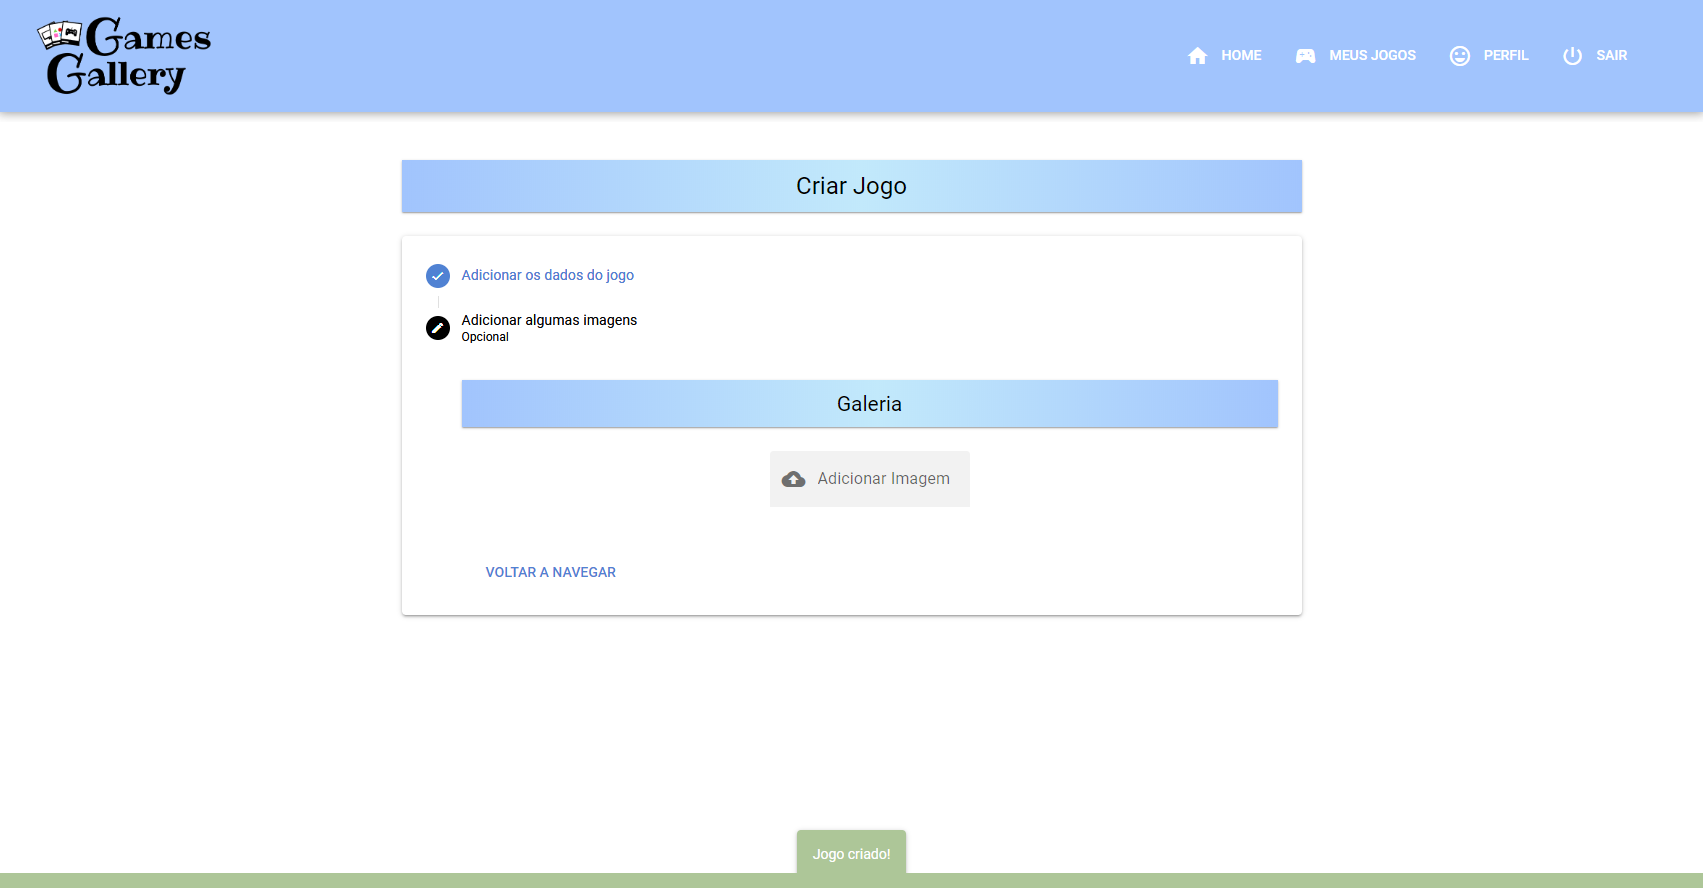 Games
Gallery
HOME
MEUS JOGOS
PERFIL
SAIR
Criar Jogo
Adicionar os dados do jogo
Adicionar algumas imagens
Opcional
Galeria
Adicionar Imagem
VOLTAR A NAVEGAR
Jogo criado!